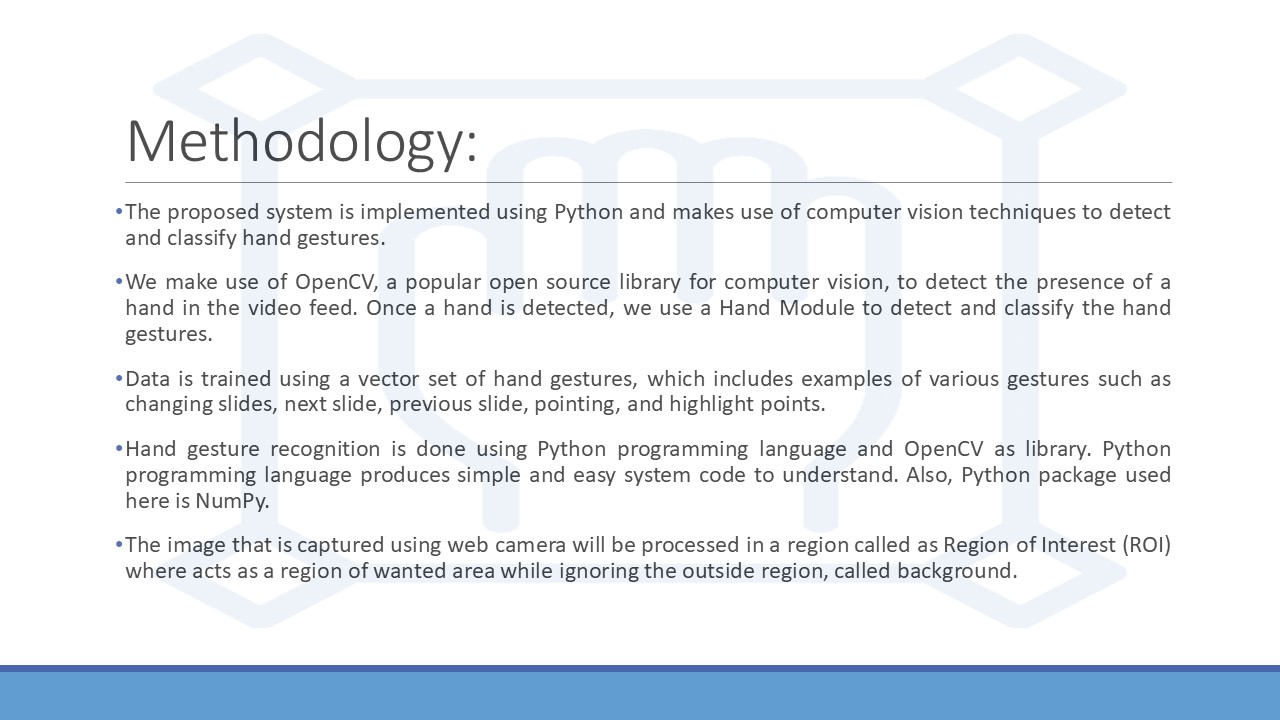 Methodology:
•The proposed system is implemented using Python and makes use of computer vision techniques to detect
and classify hand gestures.
•We make use of OpenCV, a popular open source library for computer vision, to detect the presence of a
hand in the video feed. Once a hand is detected, we use a Hand Module to detect and classify the hand
gestures.
•Data is trained using a vector set of hand gestures, which includes examples of various gestures such as
changing slides, next slide, previous slide, pointing, and highlight points.
•Hand gesture recognition is done using Python programming language and OpenCV as library. Python
programming language produces simple and easy system code to understand. Also, Python package used
here is NumPy.
•The image that is captured using web camera will be processed in a region called as Region of Interest (ROI)
where acts as a region of wanted area while ignoring the outside region, called background.